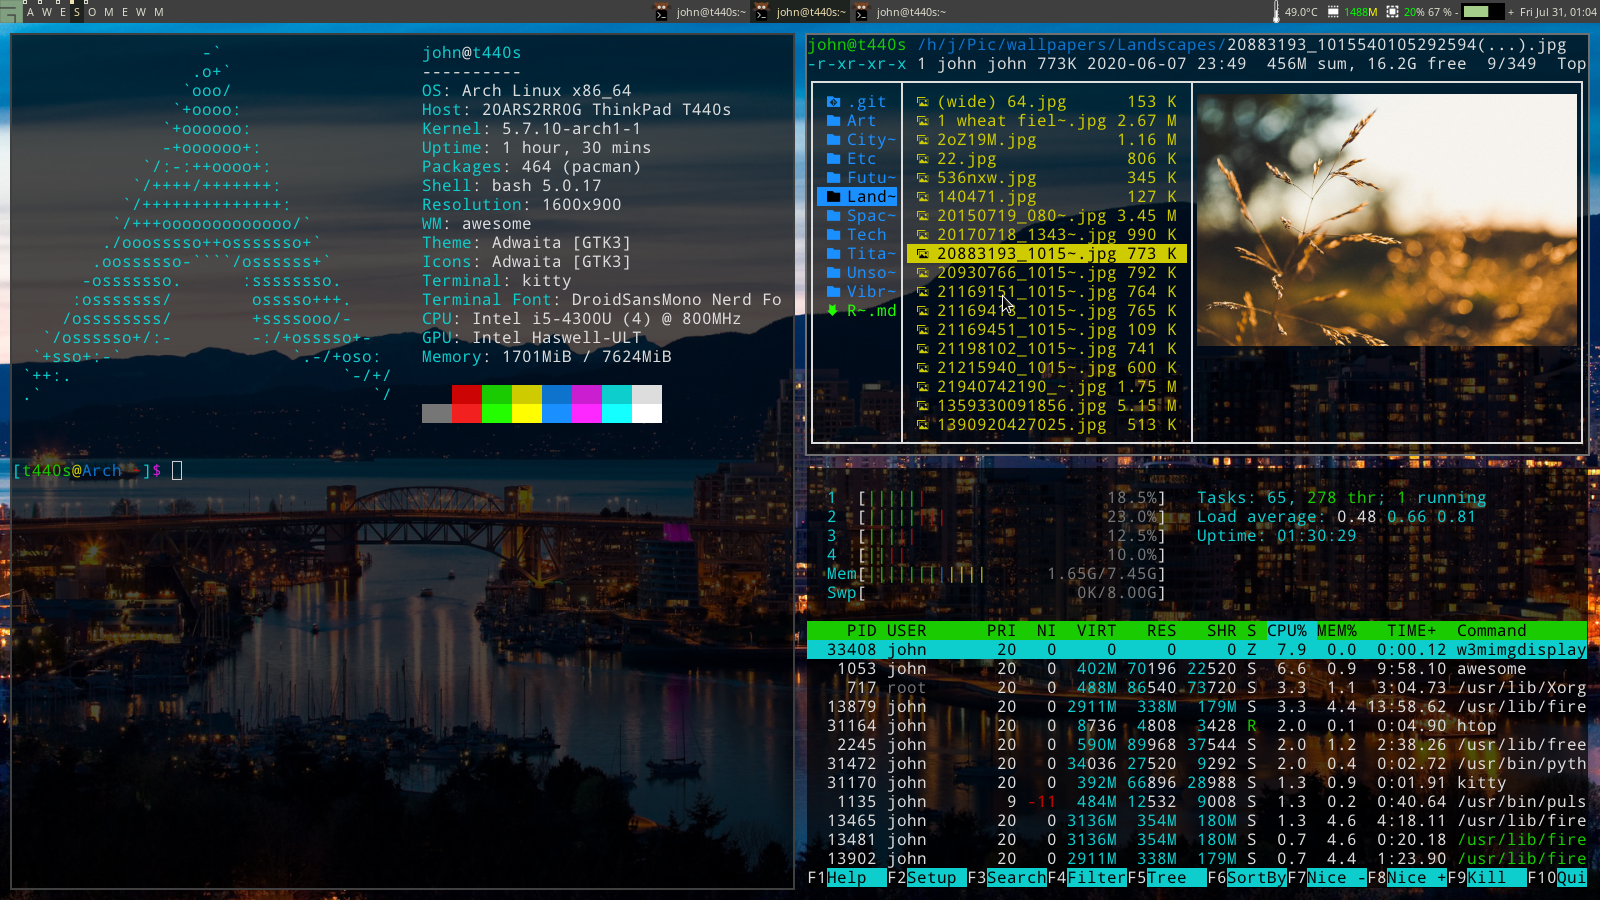 A W E S O M E W M
john@t440s:~ john@t440s:~ john@t440s:~
49.0°C 1488M 20% 67 % - + Fri Jul 31, 01:04
john@t440s
----------
OS: Arch Linux x86_64
Host: 20ARS2RR0G ThinkPad T440s
Kernel: 5.7.10-arch1-1
Uptime: 1 hour, 30 mins
Packages: 464 (pacman)
Shell: bash 5.0.17
Resolution: 1600x900
WM: awesome
Theme: Adwaita [GTK3]
Icons: Adwaita [GTK3]
Terminal: kitty
Terminal Font: DroidSansMono Nerd Fo
CPU: Intel i5-4300U (4) @ 800MHz
GPU: Intel Haswell-ULT
Memory: 1701MiB / 7624MiB
[t440s@Arch ~]$
john@t440s /h/j/Pic/wallpapers/Landscapes/20883193_1015540105292594(...).jpg
-r-xr-xr-x 1 john john 773K 2020-06-07 23:49 456M sum, 16.2G free 9/349 Top
.git
Art
City~
Etc
Futu~
Land~
Spac~
Tech
Tita~
Unso~
Vibr~
R~.md
(wide) 64.jpg 153 K
1 wheat fiel~.jpg 2.67 M
2oZ19M.jpg 1.16 M
22.jpg 806 K
536nxw.jpg 345 K
140471.jpg 127 K
20150719_080~.jpg 3.45 M
20170718_1343~.jpg 990 K
20883193_1015~.jpg 773 K
20930766_1015~.jpg 792 K
21169151_1015~.jpg 764 K
_1015~.jpg 765 K
21169451_1015~.jpg 109 K
21198102_1015~.jpg 741 K
21215940_1015~.jpg 600 K
21940742190_~.jpg 1.75 M
1359330091856.jpg 5.15 M
1390920427025.jpg 513 K
1 [||||| 18.5%]
2 [||||||| 23.0%]
3 [|||| 12.5%]
4 [||| 10.0%]
Mem[|||||||||||| 1.65G/7.45G]
Swp[ 0K/8.00G]
Tasks: 65, 278 thr; 1 running
Load average: 0.48 0.66 0.81
Uptime: 01:30:29
PID USER PRI NI VIRT RES SHR S CPU% MEM% TIME+ Command
33408 john 20 0 0 0 0 Z 7.9 0.0 0:00.12 w3mimgdisplay
1053 john 20 0 402M 70196 22520 S 6.6 0.9 9:58.10 awesome
717 root 20 0 488M 86540 73720 S 3.3 1.1 3:04.73 /usr/lib/Xorg
13879 john 20 0 2911M 338M 179M S 3.3 4.4 13:58.62 /usr/lib/fire
31164 john 20 0 8736 4808 3428 R 2.0 0.1 0:04.90 htop
2245 john 20 0 590M 89968 37544 S 2.0 1.2 2:38.26 /usr/lib/free
31472 john 20 0 34036 27520 9292 S 2.0 0.4 0:02.72 /usr/bin/pyth
31170 john 20 0 392M 66896 28988 S 1.3 0.9 0:01.91 kitty
1135 john 9 -11 484M 12532 9008 S 1.3 0.2 0:40.64 /usr/bin/puls
13465 john 20 0 3136M 354M 180M S 1.3 4.6 4:18.11 /usr/lib/fire
13481 john 20 0 3136M 354M 180M S 0.7 4.6 0:20.18 /usr/lib/fire
13902 john 20 0 2911M 338M 179M S 0.7 4.4 1:23.90 /usr/lib/fire
F1Help F2Setup F3SearchF4FilterF5Tree F6SortByF7Nice -F8Nice +F9Kill F10Qui